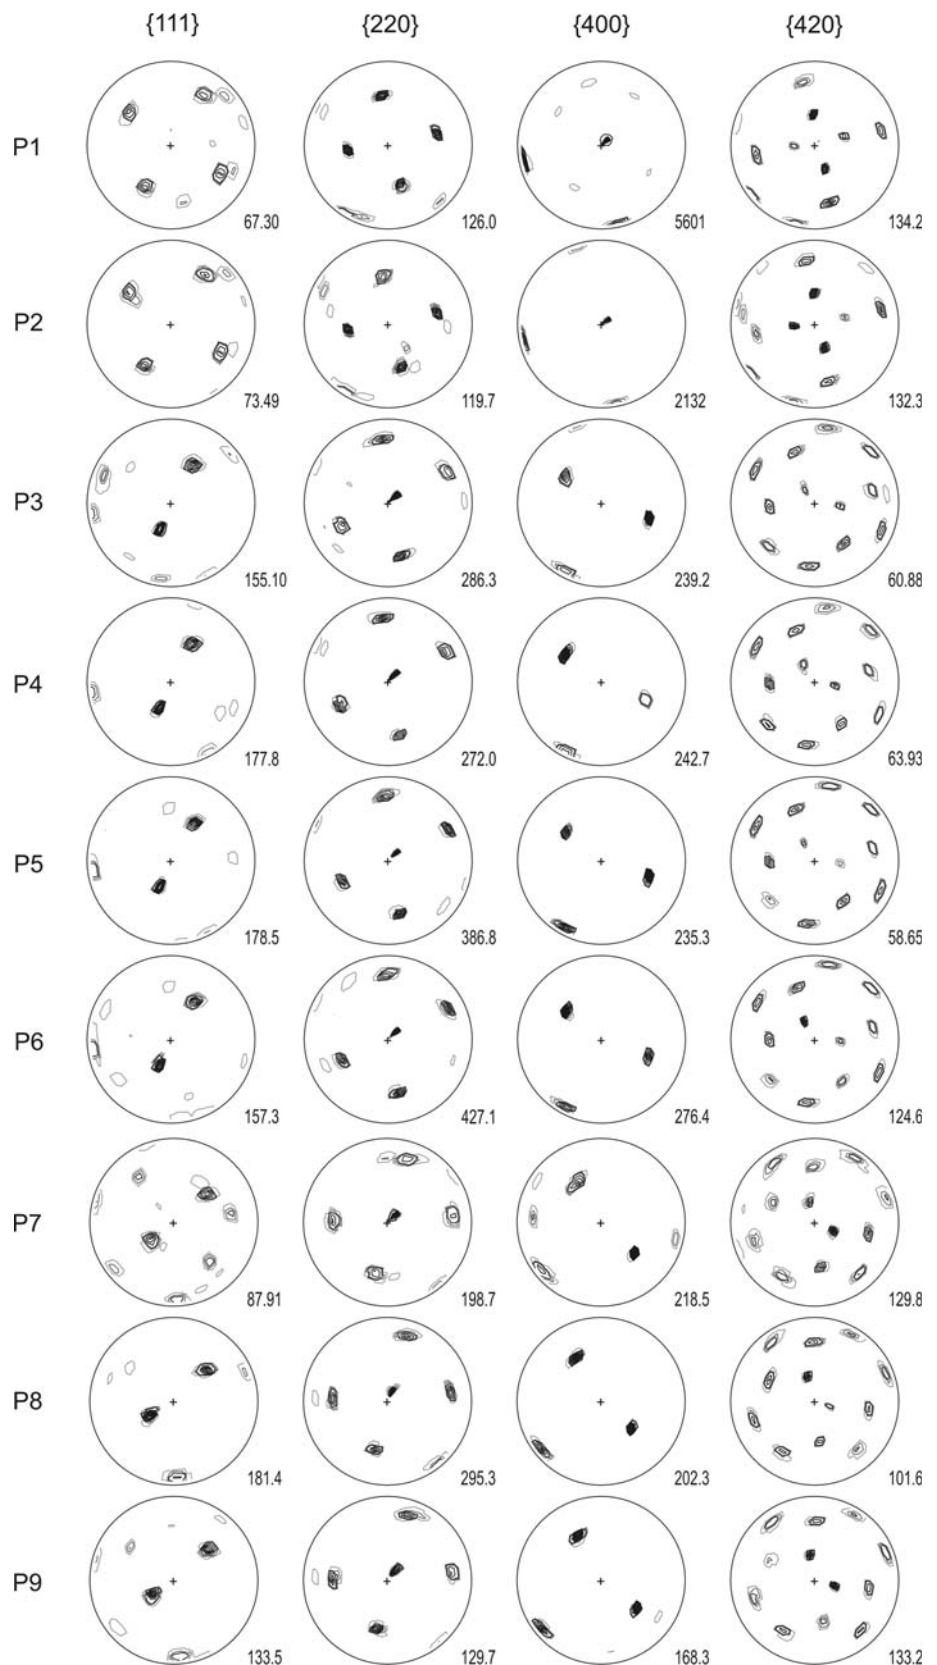 {111} {220} {400} {420}
P1
67.30 126.0 5601 134.2
P2
73.49 119.7 2132 132.3
P3
155.10 286.3 239.2 60.88
P4
177.8 272.0 242.7 63.93
P5
178.5 386.8 235.3 58.65
P6
157.3 427.1 276.4 124.6
P7
87.91 198.7 218.5 129.8
P8
181.4 295.3 202.3 101.6
P9
133.5 129.7 168.3 133.2